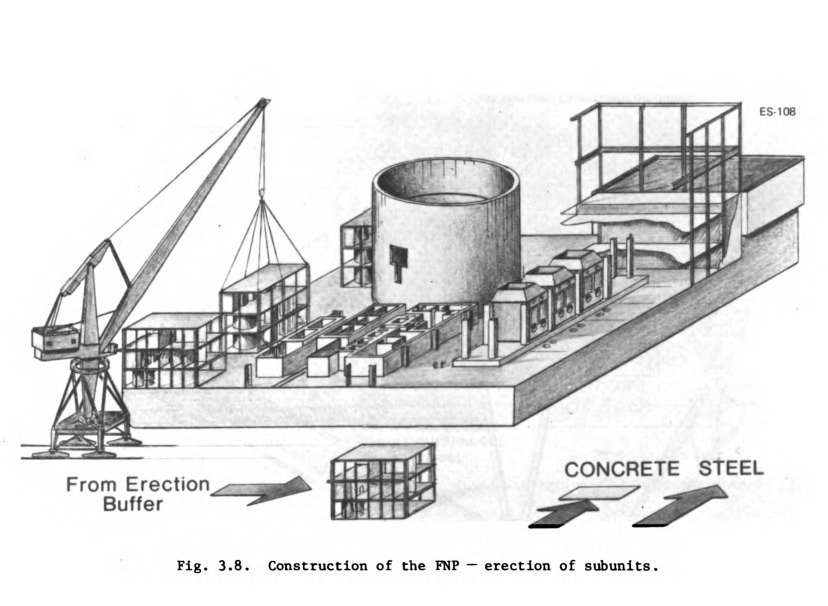 ES-108
From Erection
Buffer
CONCRETE STEEL
Fig. 3.8. Construction of the FNP — erection of subunits.